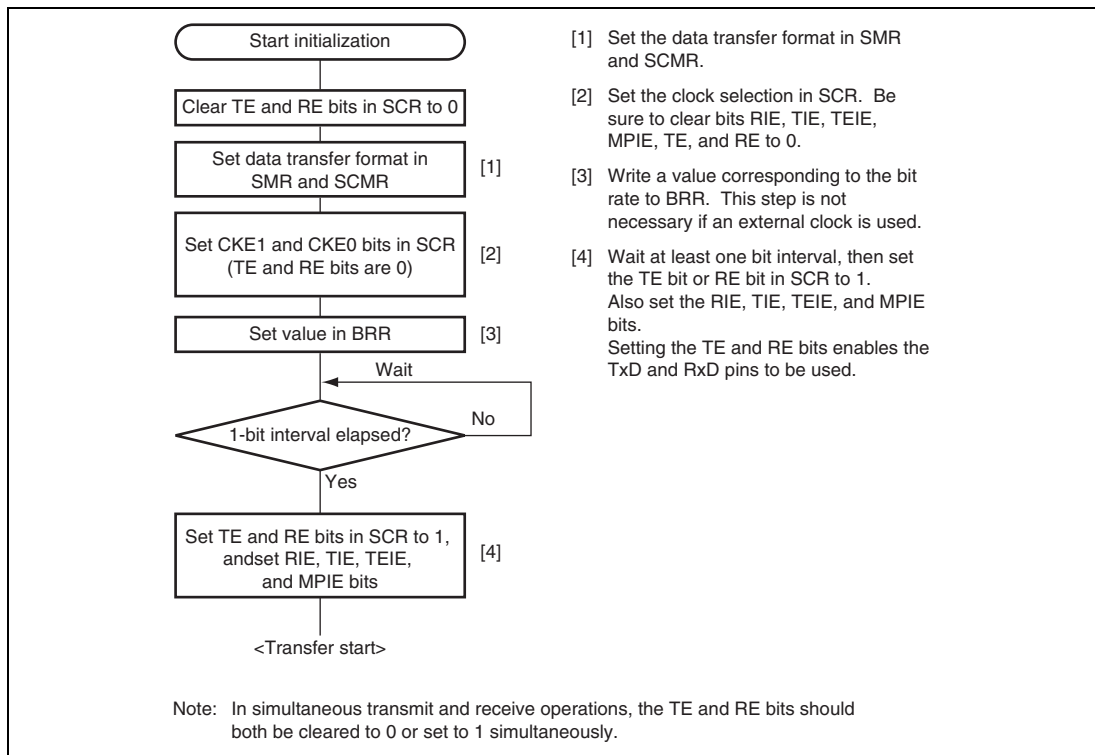 Start initialization
Clear TE and RE bits in SCR to 0
Set data transfer format in
SMR and SCMR
[1]
Set CKE1 and CKE0 bits in SCR
(TE and RE bits are 0)
[2]
Set value in BRR
[3]
Wait
No
1-bit interval elapsed?
Yes
Set TE and RE bits in SCR to 1,
andset RIE, TIE, TEIE,
and MPIE bits
[4]
<Transfer start>
[1] Set the data transfer format in SMR
and SCMR.
[2] Set the clock selection in SCR. Be
sure to clear bits RIE, TIE, TEIE,
MPIE, TE, and RE to 0.
[3] Write a value corresponding to the bit
rate to BRR. This step is not
necessary if an external clock is used.
[4] Wait at least one bit interval, then set
the TE bit or RE bit in SCR to 1.
Also set the RIE, TIE, TEIE, and MPIE
bits.
Setting the TE and RE bits enables the
TxD and RxD pins to be used.
Note: In simultaneous transmit and receive operations, the TE and RE bits should
both be cleared to 0 or set to 1 simultaneously.